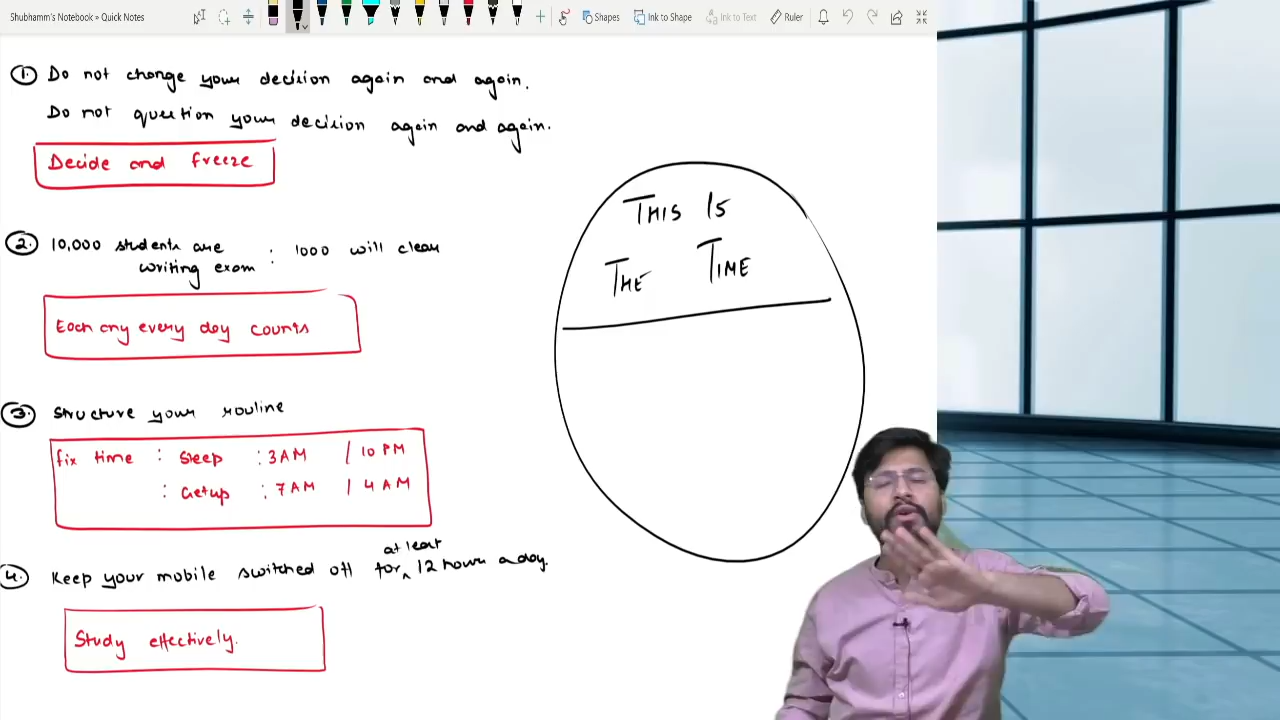 Shubhamm's Notebook » Quick Notes
Shapes
Ink to Shape
Ink to Text
Ruler
1. Do not change your decision again and again.
Do not question your decision again and again.
Decide and freeze
2. 10,000 students are writing exam : 1000 will clear
Each any every day counts
3. Structure your routine
fix time : Sleep : 3AM / 10 PM
: Getup : 7 AM / 4 AM
4. Keep your mobile switched off for at least 12 hours a day.
Study effectively.
THIS IS
THE TIME